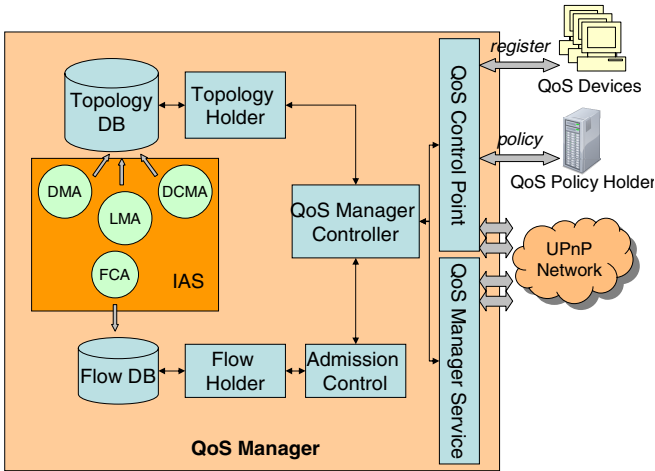 register
QoS Devices
policy
QoS Policy Holder
UPnP
Network
QoS Control Point
QoS Manager Service
Topology
DB
Topology
Holder
DMA
LMA
DCMA
FCA
IAS
QoS Manager
Controller
Flow DB
Flow
Holder
Admission
Control
QoS Manager